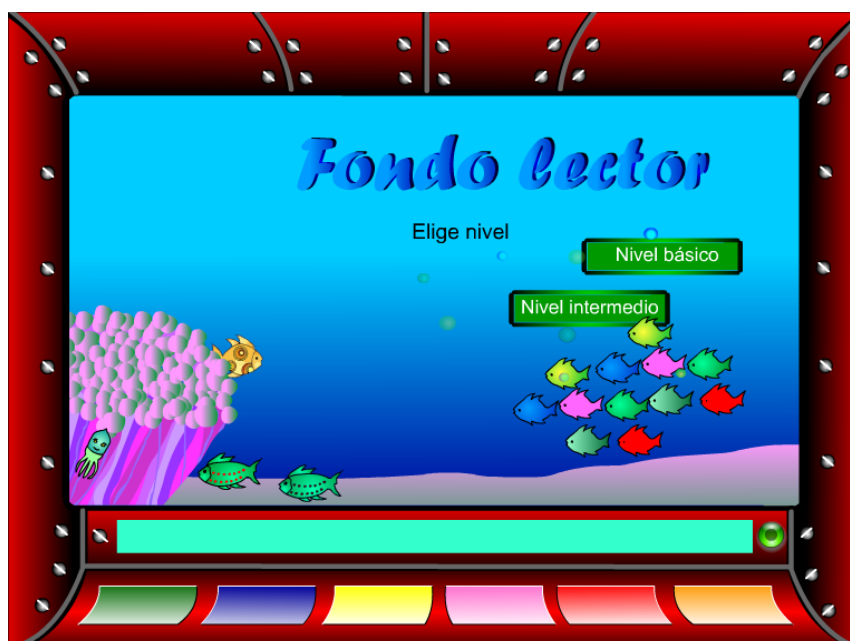 Fondo lector
Elige nivel
Nivel básico
Nivel intermedio